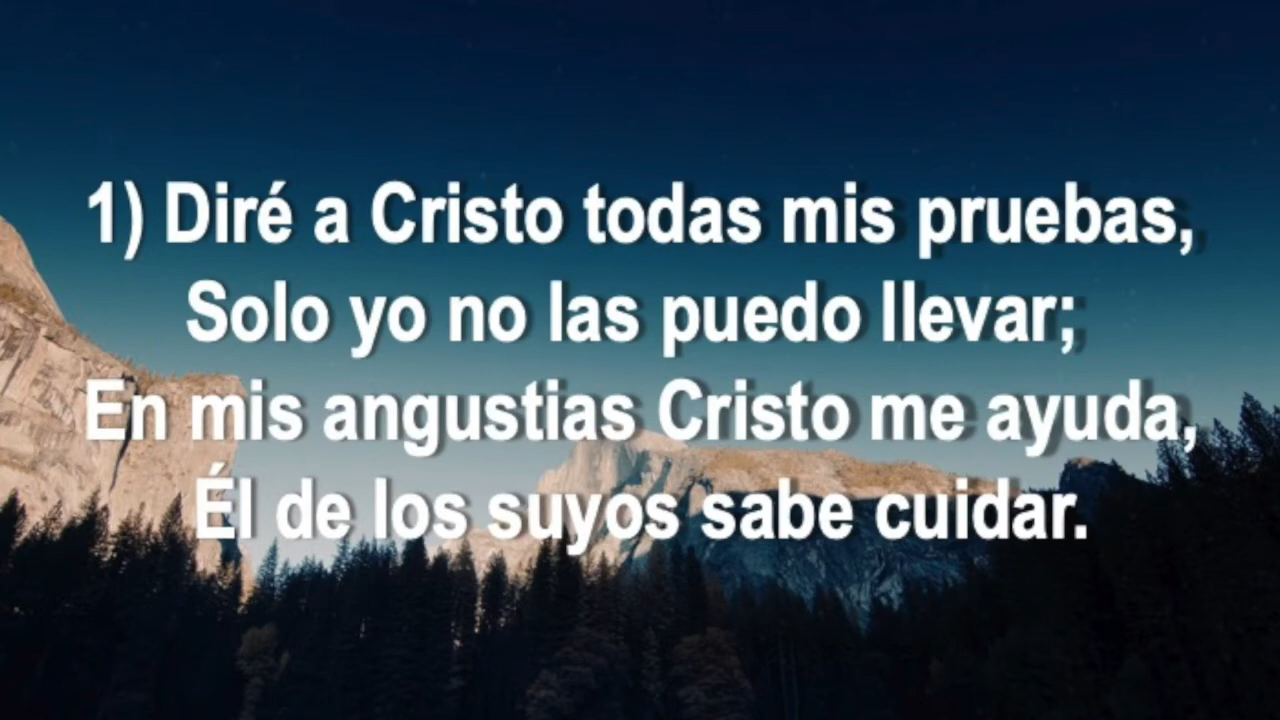 1) Diré a Cristo todas mis pruebas,
Solo yo no las puedo llevar;
En mis angustias Cristo me ayuda,
Él de los suyos sabe cuidar.